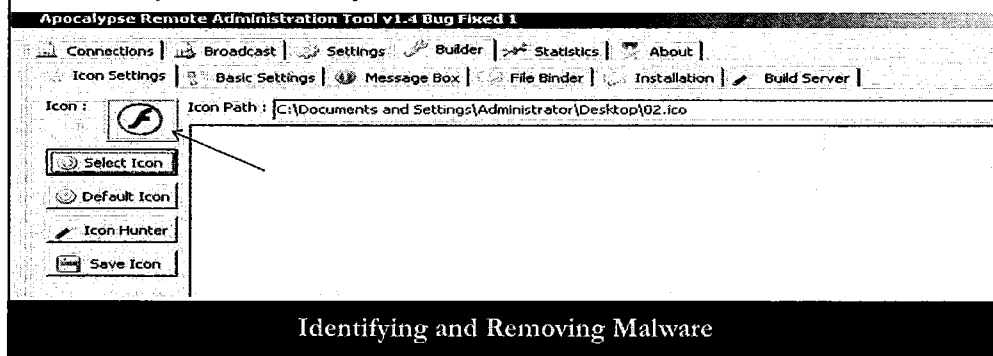 Apocalypse Remote Administration Tool v1.4 Bug Fixed 1
Connections Broadcast Settings Builder Statistics About
Icon Settings Basic Settings Message Box File Binder Installation Build Server
Icon : Icon Path : C:\Documents and Settings\Administrator\Desktop\02.ico
Select Icon
Default Icon
Icon Hunter
Save Icon
Identifying and Removing Malware